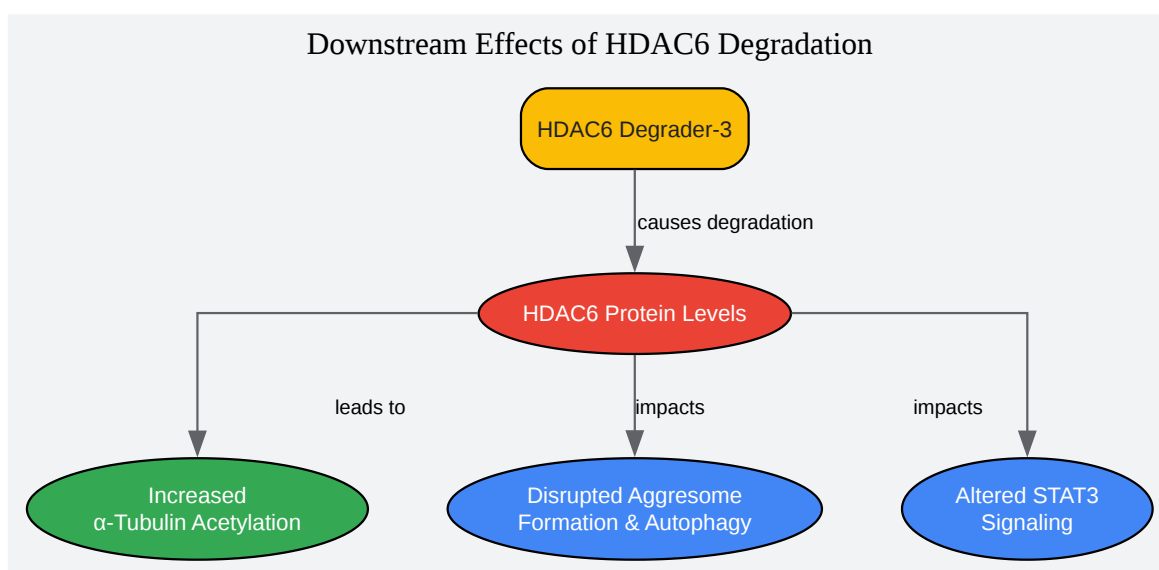 Downstream Effects of HDAC6 Degradation
HDAC6 Degrader-3
causes degradation
HDAC6 Protein Levels
leads to
impacts
impacts
Increased
α-Tubulin Acetylation
Disrupted Aggresome
Formation & Autophagy
Altered STAT3
Signaling